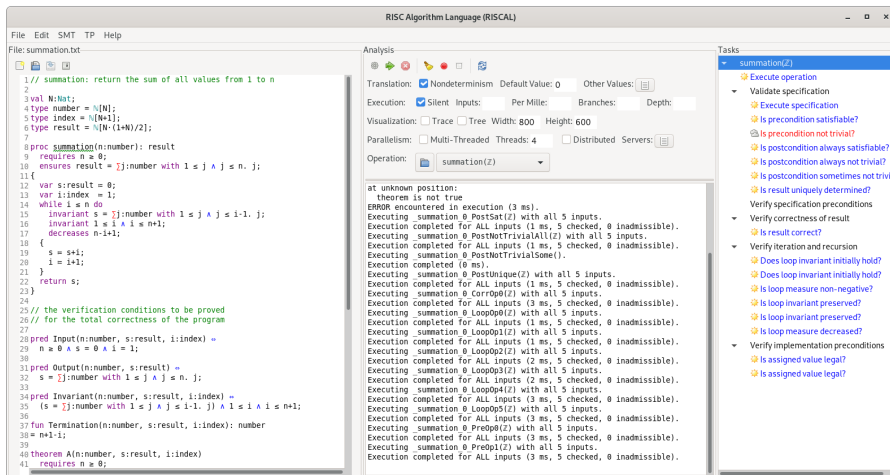 RISC Algorithm Language (RISCAL)
File Edit SMT TP Help
File: summation.txt
1// summation: return the sum of all values from 1 to n
2
3val N:Nat;
4type number = ℕ[N];
5type index = ℕ[N+1];
6type result = ℕ[N·(1+N)/2];
7
8proc summation(n:number): result
9 requires n ≥ 0;
10 ensures result = ∑j:number with 1 ≤ j ∧ j ≤ n. j;
11{
12 var s:result = 0;
13 var i:index = 1;
14 while i ≤ n do
15 invariant s = ∑j:number with 1 ≤ j ∧ j ≤ i-1. j;
16 invariant 1 ≤ i ∧ i ≤ n+1;
17 decreases n-i+1;
18 {
19 s = s+i;
20 i = i+1;
21 }
22 return s;
23}
24
25// the verification conditions to be proved
26// for the total correctness of the program
27
28pred Input(n:number, s:result, i:index) ⇔
29 n ≥ 0 ∧ s = 0 ∧ i = 1;
30
31pred Output(n:number, s:result) ⇔
32 s = ∑j:number with 1 ≤ j ∧ j ≤ n. j;
33
34pred Invariant(n:number, s:result, i:index) ⇔
35 (s = ∑j:number with 1 ≤ j ∧ j ≤ i-1. j) ∧ 1 ≤ i ∧ i ≤ n+1;
36
37fun Termination(n:number, s:result, i:index): number
38= n+1-i;
39
40theorem A(n:number, s:result, i:index)
41 requires n ≥ 0;
Analysis
Translation: Nondeterminism Default Value: 0 Other Values:
Execution: Silent Inputs: Per Mille: Branches: Depth:
Visualization: Trace Tree Width: 800 Height: 600
Parallelism: Multi-Threaded Threads: 4 Distributed Servers:
Operation: summation(ℤ)
at unknown position:
theorem is not true
ERROR encountered in execution (3 ms).
Executing _summation_0_PostSat(ℤ) with all 5 inputs.
Execution completed for ALL inputs (1 ms, 5 checked, 0 inadmissible).
Executing _summation_0_PostNotTrivialAll(ℤ) with all 5 inputs.
Execution completed for ALL inputs (1 ms, 5 checked, 0 inadmissible).
Executing _summation_0_PostNotTrivialSome().
Execution completed (0 ms).
Executing _summation_0_PostUnique(ℤ) with all 5 inputs.
Execution completed for ALL inputs (1 ms, 5 checked, 0 inadmissible).
Executing _summation_0_CorrOp0(ℤ) with all 5 inputs.
Execution completed for ALL inputs (3 ms, 5 checked, 0 inadmissible).
Executing _summation_0_LoopOp0(ℤ) with all 5 inputs.
Execution completed for ALL inputs (1 ms, 5 checked, 0 inadmissible).
Executing _summation_0_LoopOp1(ℤ) with all 5 inputs.
Execution completed for ALL inputs (1 ms, 5 checked, 0 inadmissible).
Executing _summation_0_LoopOp2(ℤ) with all 5 inputs.
Execution completed for ALL inputs (2 ms, 5 checked, 0 inadmissible).
Executing _summation_0_LoopOp3(ℤ) with all 5 inputs.
Execution completed for ALL inputs (2 ms, 5 checked, 0 inadmissible).
Executing _summation_0_LoopOp4(ℤ) with all 5 inputs.
Execution completed for ALL inputs (3 ms, 5 checked, 0 inadmissible).
Executing _summation_0_LoopOp5(ℤ) with all 5 inputs.
Execution completed for ALL inputs (3 ms, 5 checked, 0 inadmissible).
Executing _summation_0_PreOp0(ℤ) with all 5 inputs.
Execution completed for ALL inputs (3 ms, 5 checked, 0 inadmissible).
Executing _summation_0_PreOp1(ℤ) with all 5 inputs.
Execution completed for ALL inputs (3 ms, 5 checked, 0 inadmissible).
Tasks
summation(ℤ)
Execute operation
Validate specification
Execute specification
Is precondition satisfiable?
Is precondition not trivial?
Is postcondition always satisfiable?
Is postcondition always not trivial?
Is postcondition sometimes not trivi
Is result uniquely determined?
Verify specification preconditions
Verify correctness of result
Is result correct?
Verify iteration and recursion
Does loop invariant initially hold?
Does loop invariant initially hold?
Is loop measure non-negative?
Is loop invariant preserved?
Is loop invariant preserved?
Is loop measure decreased?
Verify implementation preconditions
Is assigned value legal?
Is assigned value legal?